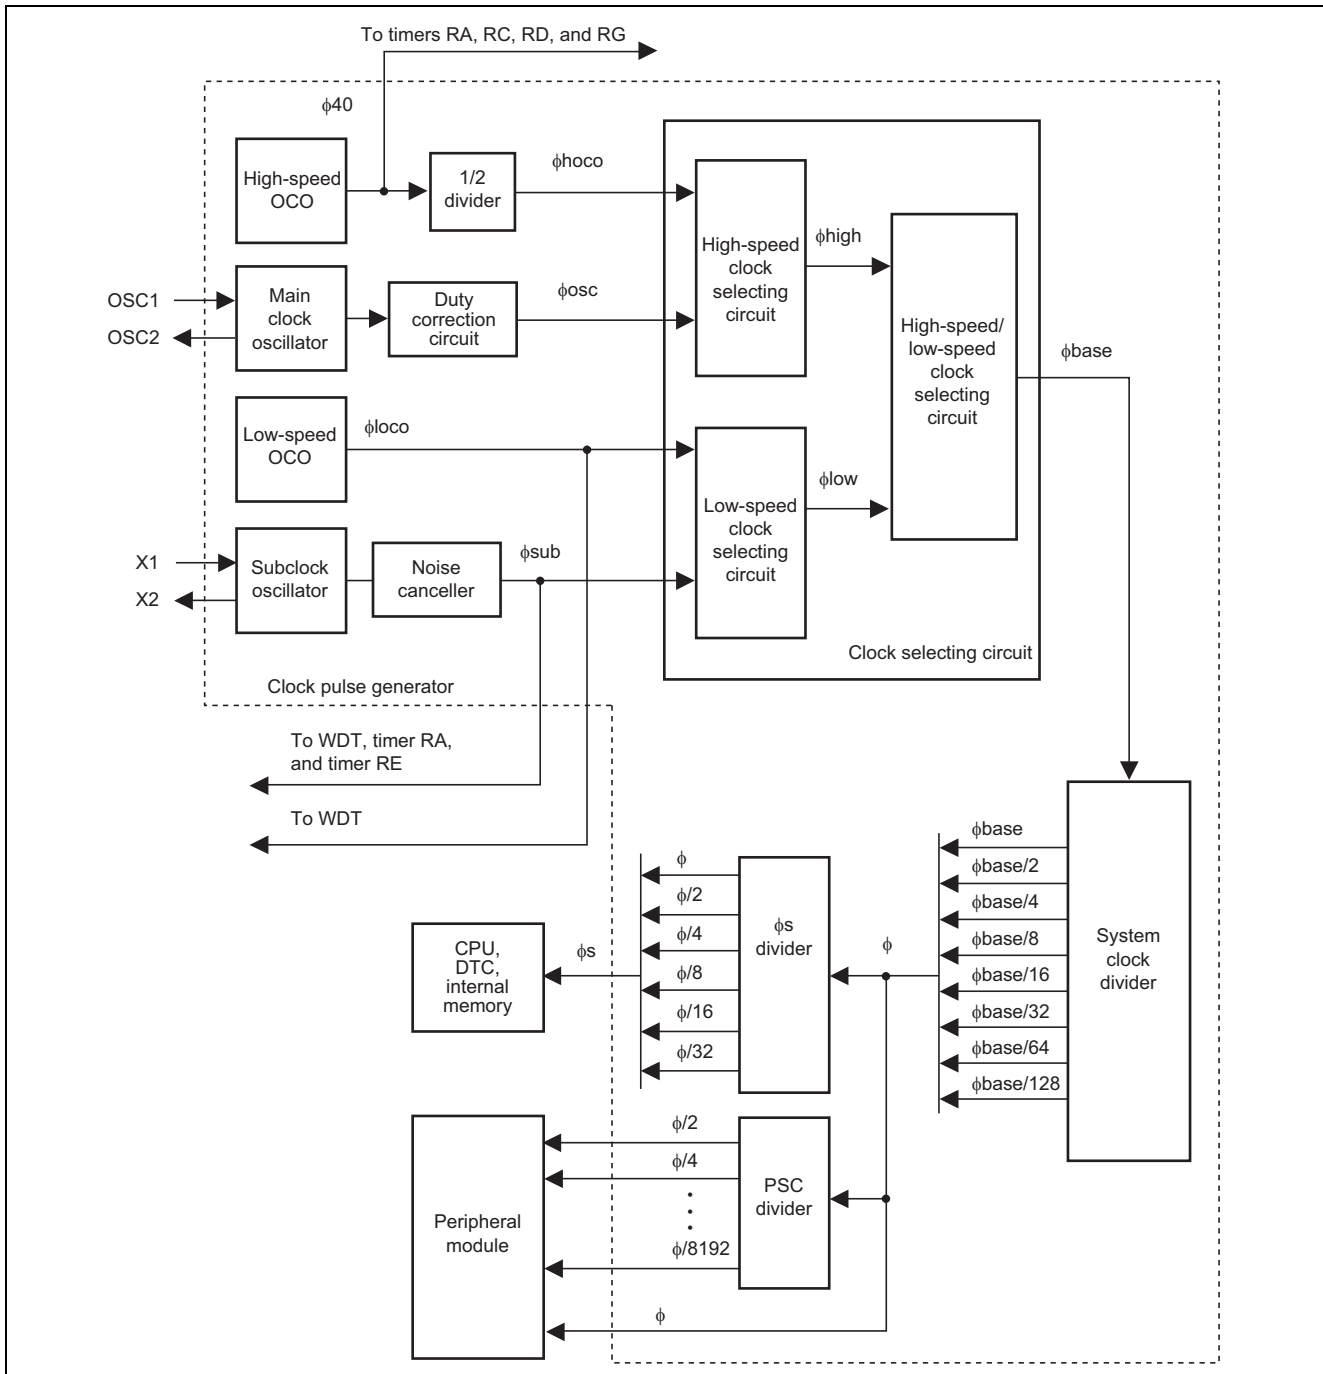 To timers RA, RC, RD, and RG
ϕ40
High-speed
OCO
1/2
divider
ϕhoco
OSC1
OSC2
Main
clock
oscillator
Duty
correction
circuit
ϕosc
High-speed
clock
selecting
circuit
ϕhigh
High-speed/
low-speed
clock
selecting
circuit
ϕbase
Low-speed
OCO
ϕloco
X1
X2
Subclock
oscillator
Noise
canceller
ϕsub
Low-speed
clock
selecting
circuit
ϕlow
Clock selecting circuit
Clock pulse generator
To WDT, timer RA,
and timer RE
To WDT
System
clock
divider
ϕbase
ϕbase/2
ϕbase/4
ϕbase/8
ϕbase/16
ϕbase/32
ϕbase/64
ϕbase/128
ϕ
ϕs
divider
ϕ
ϕ/2
ϕ/4
ϕ/8
ϕ/16
ϕ/32
ϕs
CPU,
DTC,
internal
memory
PSC
divider
ϕ/2
ϕ/4
ϕ/8192
ϕ
Peripheral
module